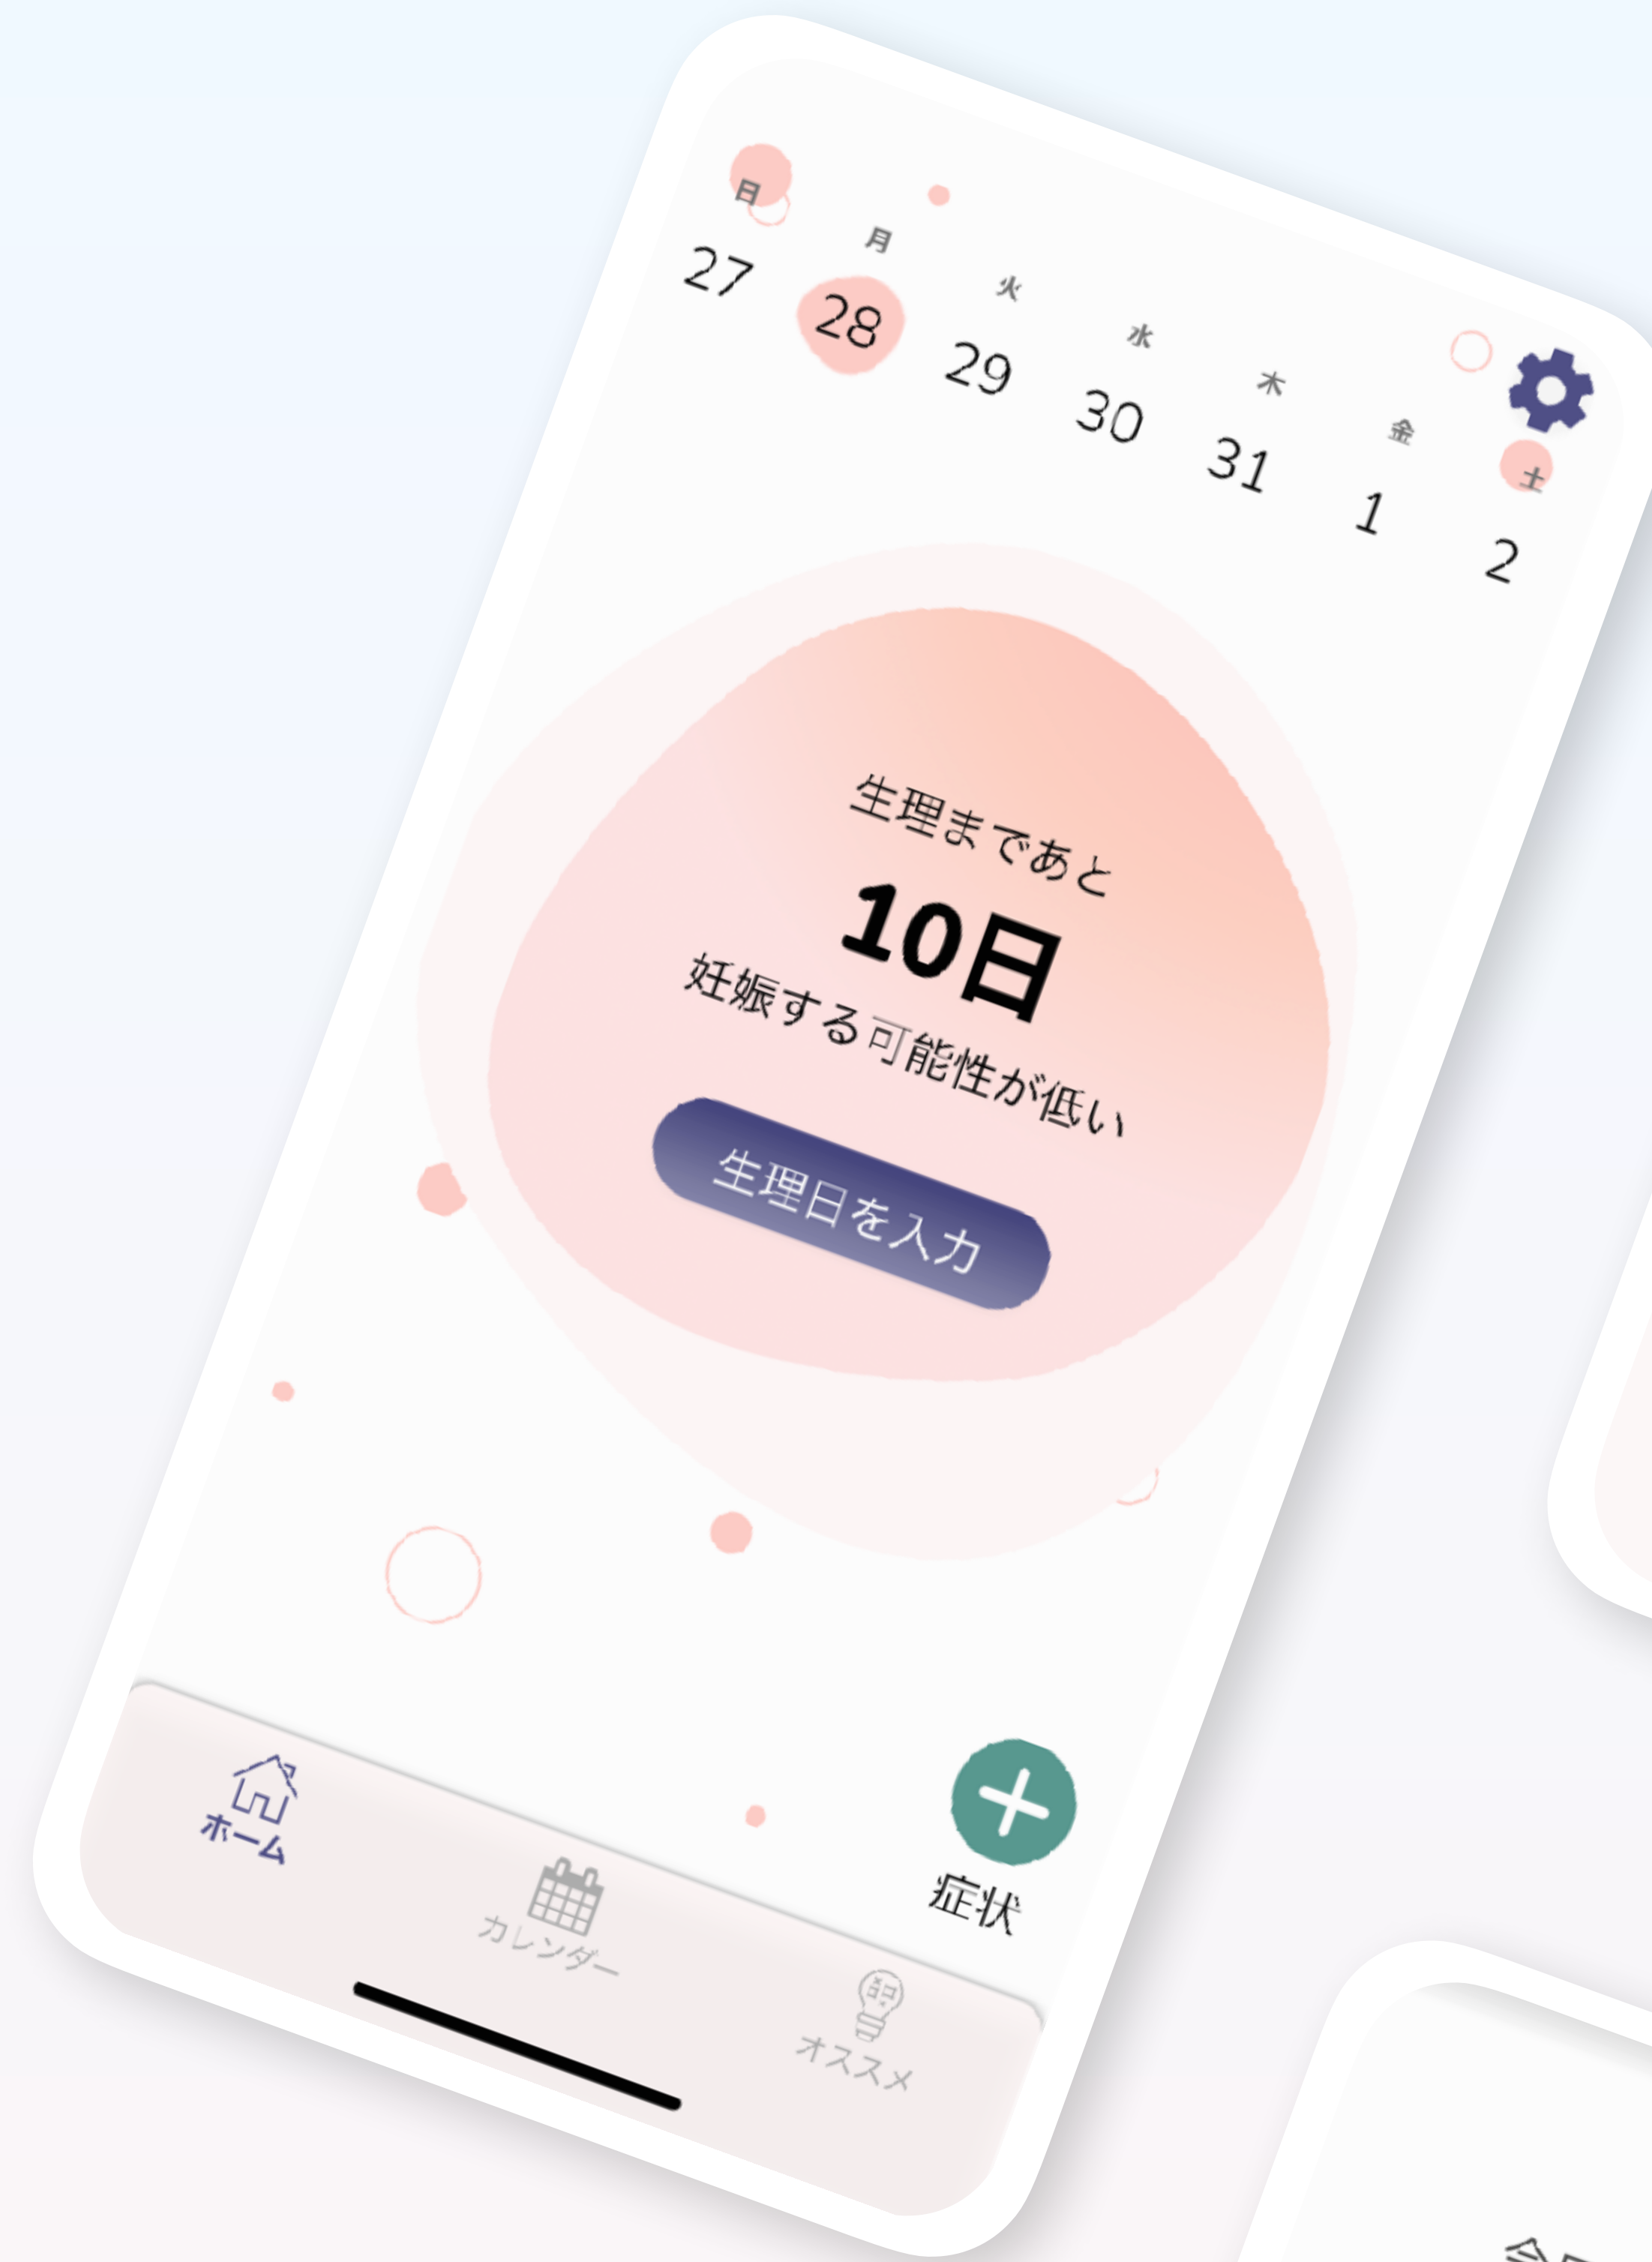 日 月 火 水 木 金 土
27 28 29 30 31 1 2
生理まであと
10日
妊娠する可能性が低い
生理日を入力
症状
ホーム カレンダー オススメ